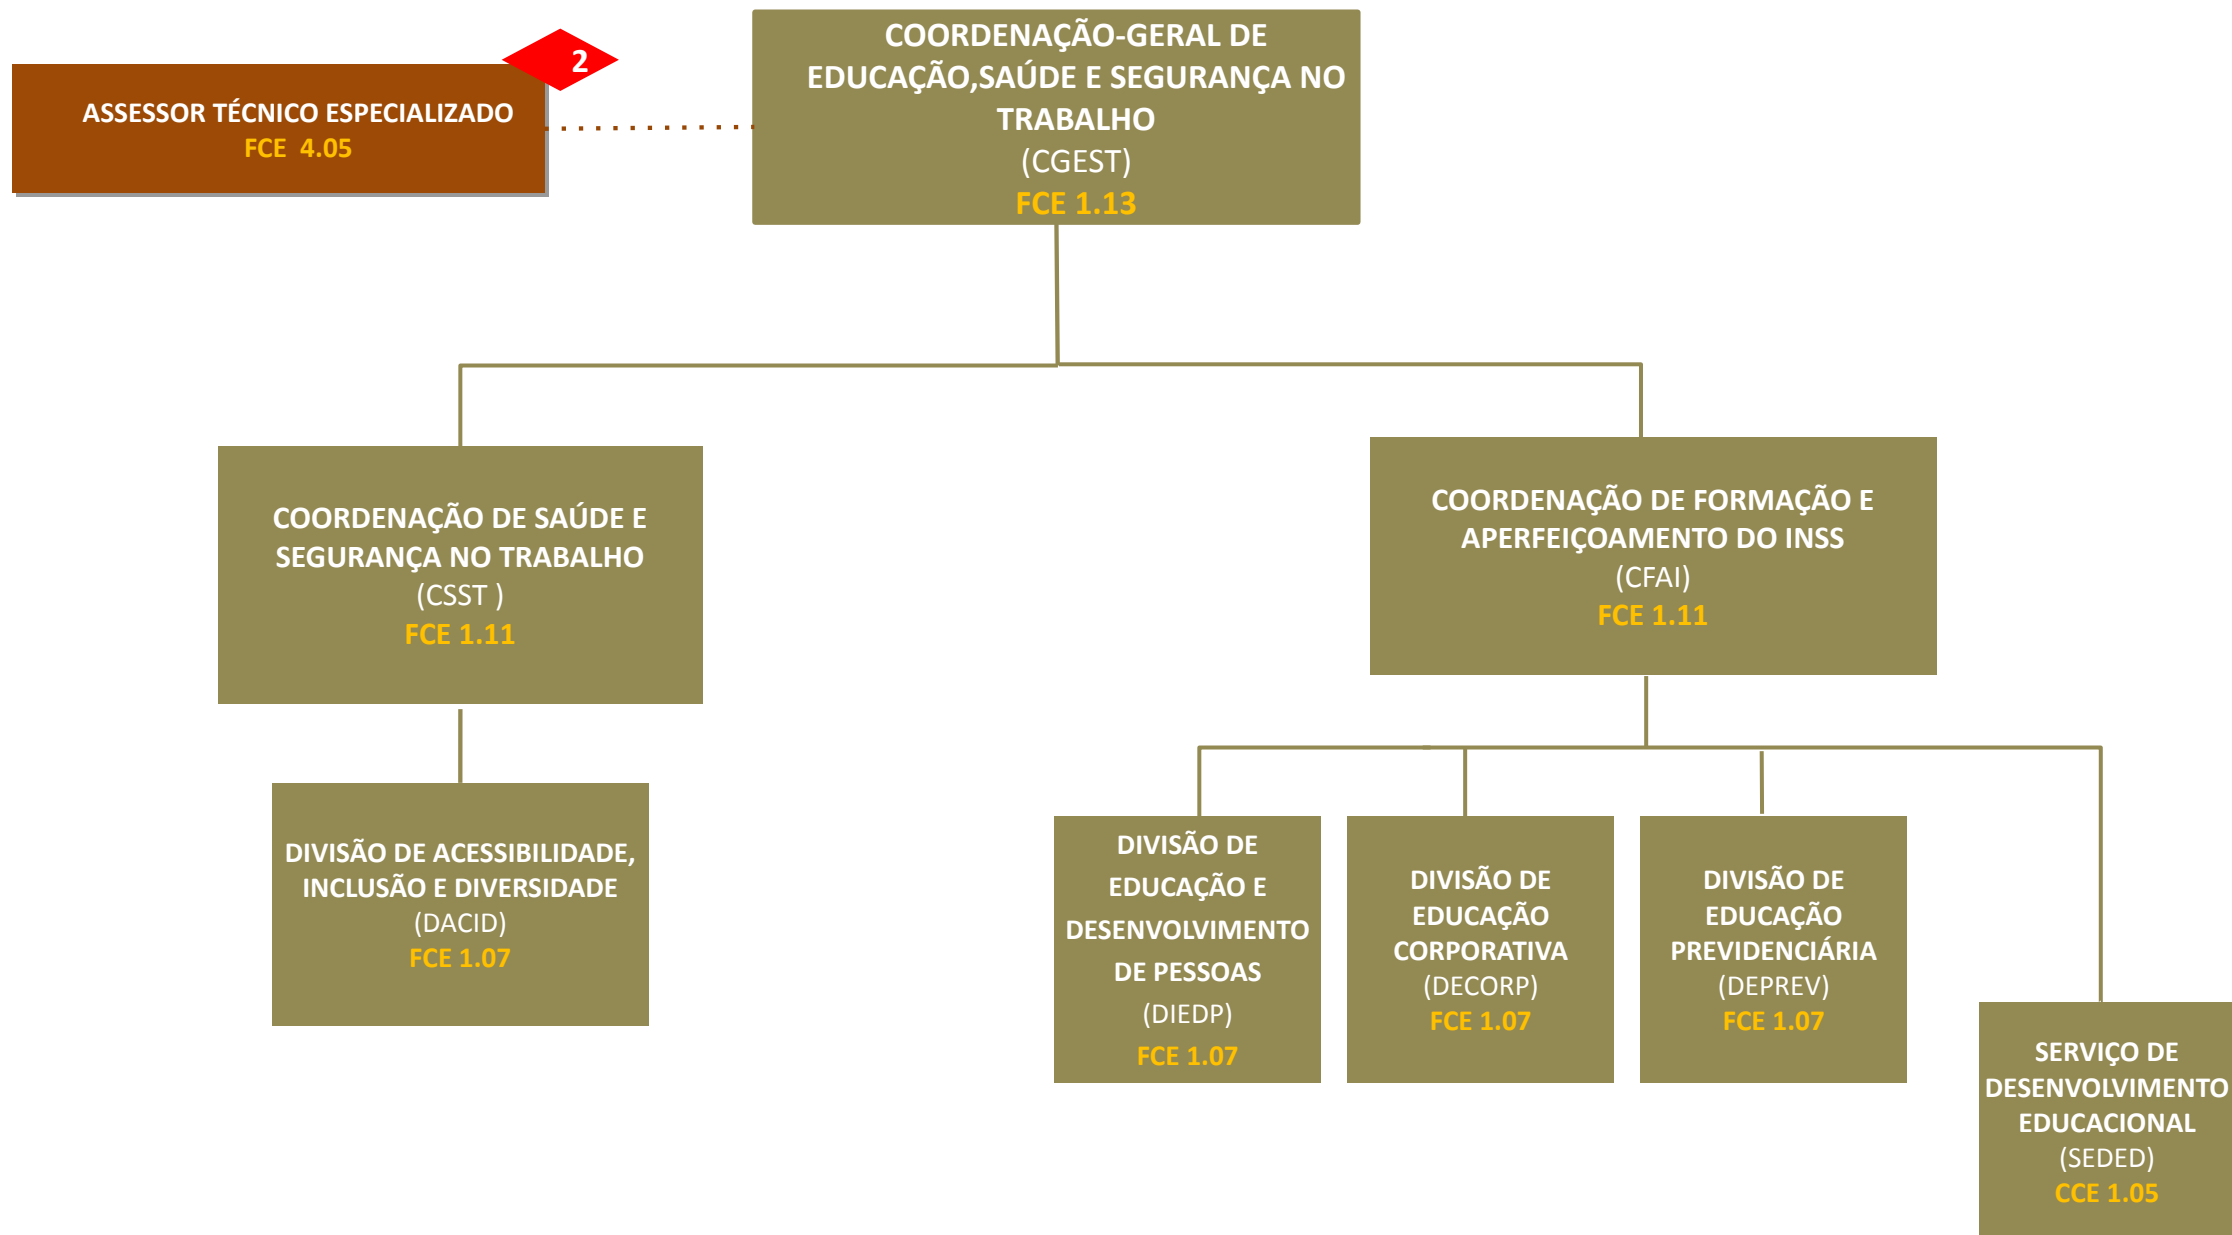 COORDENAÇÃO-GERAL DE
EDUCAÇÃO,SAÚDE E SEGURANÇA NO
TRABALHO
(CGEST)
FCE 1.13
2
ASSESSOR TÉCNICO ESPECIALIZADO
FCE  4.05
COORDENAÇÃO DE SAÚDE E
SEGURANÇA NO TRABALHO
(CSST )
FCE 1.11
COORDENAÇÃO DE FORMAÇÃO E
APERFEIÇOAMENTO DO INSS
(CFAI)
FCE 1.11
DIVISÃO DE ACESSIBILIDADE,
INCLUSÃO E DIVERSIDADE
(DACID)
FCE 1.07
DIVISÃO DE
EDUCAÇÃO E
DESENVOLVIMENTO
DE PESSOAS
(DIEDP)
FCE 1.07
DIVISÃO DE
EDUCAÇÃO
CORPORATIVA
(DECORP)
FCE 1.07
DIVISÃO DE
EDUCAÇÃO
PREVIDENCIÁRIA
(DEPREV)
FCE 1.07
SERVIÇO DE
DESENVOLVIMENTO
EDUCACIONAL
(SEDED)
CCE 1.05